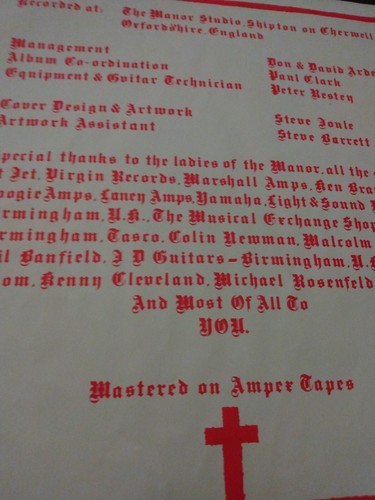 Recorded at: The Manor Studio, Shipton on Cherwell
Oxfordshire, England
Management Don & David Arde
Album Co-ordination Paul Clark
Equipment & Guitar Technician Peter Restey
Cover Design & Artwork Steve Joule
Artwork Assistant Steve Barrett
special thanks to the ladies of the Manor, all the
t Jet, Virgin Records, Marshall Amps, Ken Bra
oogie Amps, Laney Amps, Yamaha, Light & Sound
irmingham, U.K., The Musical Exchange Shop
rmingham, Tasco, Colin Newman, Malcolm
il Banfield, J D Guitars - Birmingham, U.
om, Kenny Cleveland, Michael Rosenfeld
And Most Of All To
YOU.
Mastered on Ampex Tapes